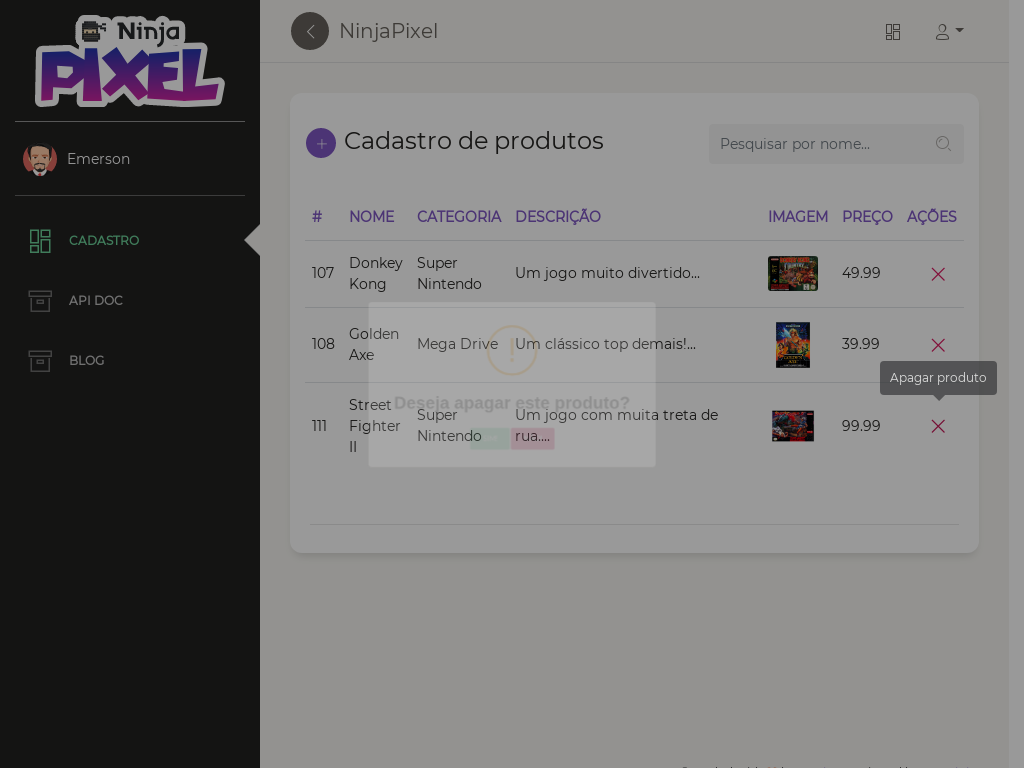 Ninja
PIXEL
NinjaPixel
Emerson
Cadastro de produtos
Pesquisar por nome...
CADASTRO
API DOC
BLOG
# NOME CATEGORIA DESCRIÇÃO IMAGEM PREÇO AÇÕES
107 Donkey Kong Super Nintendo Um jogo muito divertido... 49.99
108 Golden Axe Mega Drive Um clássico top demais!... 39.99
Apagar produto
Deseja apagar este produto?
111 Street Fighter II Super Nintendo Um jogo com muita treta de rua.... 99.99